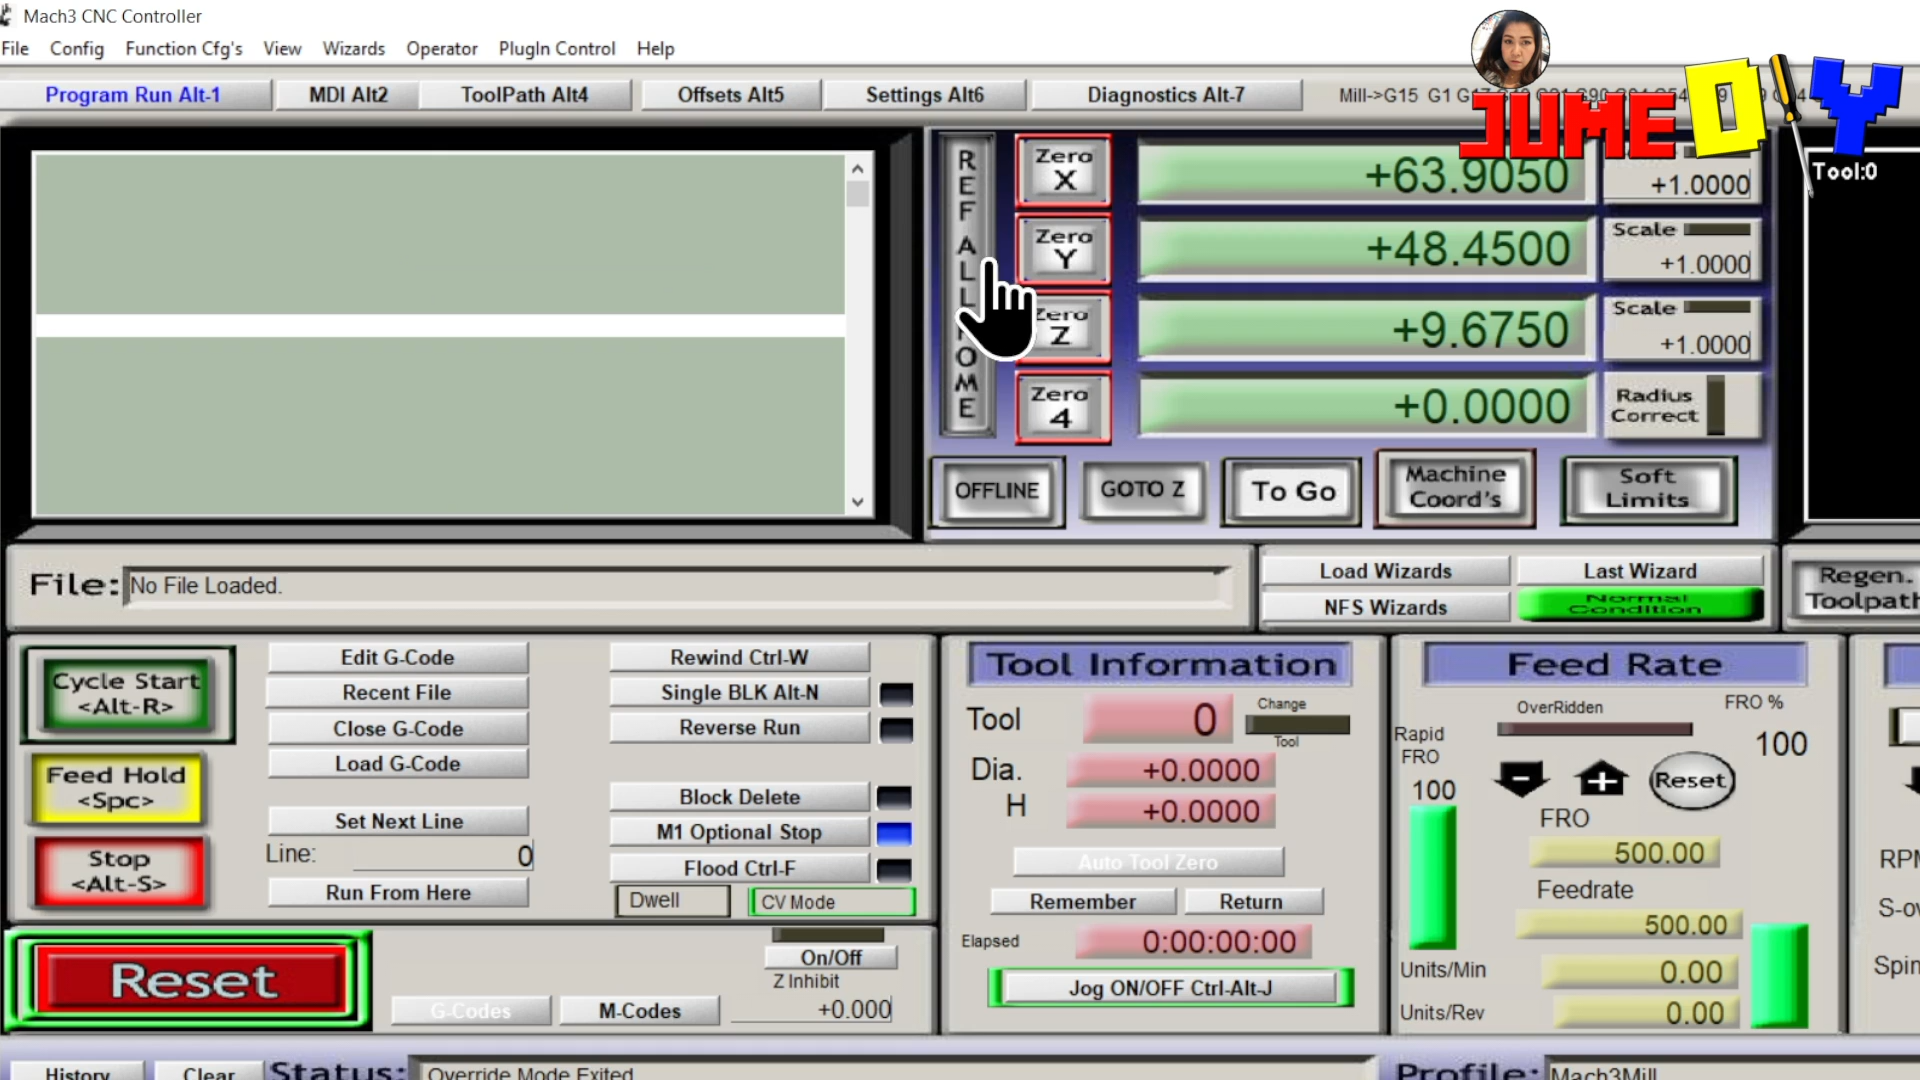 Mach3 CNC Controller
File Config Function Cfg's View Wizards Operator PlugIn Control Help
Program Run Alt-1 MDI Alt2 ToolPath Alt4 Offsets Alt5 Settings Alt6 Diagnostics Alt-7 Mill->G15 G1
JUME DIY
Tool:0
REF ALL HOME
Zero X +63.9050 +1.0000
Zero Y +48.4500 Scale +1.0000
Zero Z +9.6750 Scale +1.0000
Zero 4 +0.0000 Radius Correct
OFFLINE GOTO Z To Go Machine Coord's Soft Limits
File: No File Loaded.
Load Wizards Last Wizard
NFS Wizards Normal Condition
Regen. Toolpath
Cycle Start <Alt-R>
Feed Hold <Spc>
Stop <Alt-S>
Edit G-Code
Recent File
Close G-Code
Load G-Code
Set Next Line
Line: 0
Run From Here
Rewind Ctrl-W
Single BLK Alt-N
Reverse Run
Block Delete
M1 Optional Stop
Flood Ctrl-F
Dwell CV Mode
Reset
G-Codes M-Codes
On/Off
Z Inhibit
+0.000
Tool Information
Tool 0 Change Tool
Dia. +0.0000
H +0.0000
Auto Tool Zero
Remember Return
Elapsed 0:00:00:00
Jog ON/OFF Ctrl-Alt-J
Feed Rate
OverRidden FRO %
Rapid FRO 100
100
Reset
FRO
500.00
Feedrate
500.00
Units/Min 0.00
Units/Rev 0.00
RPM
S-ov
Spin
History Clear Status: Override Mode Exited. Profile: Mach3Mill